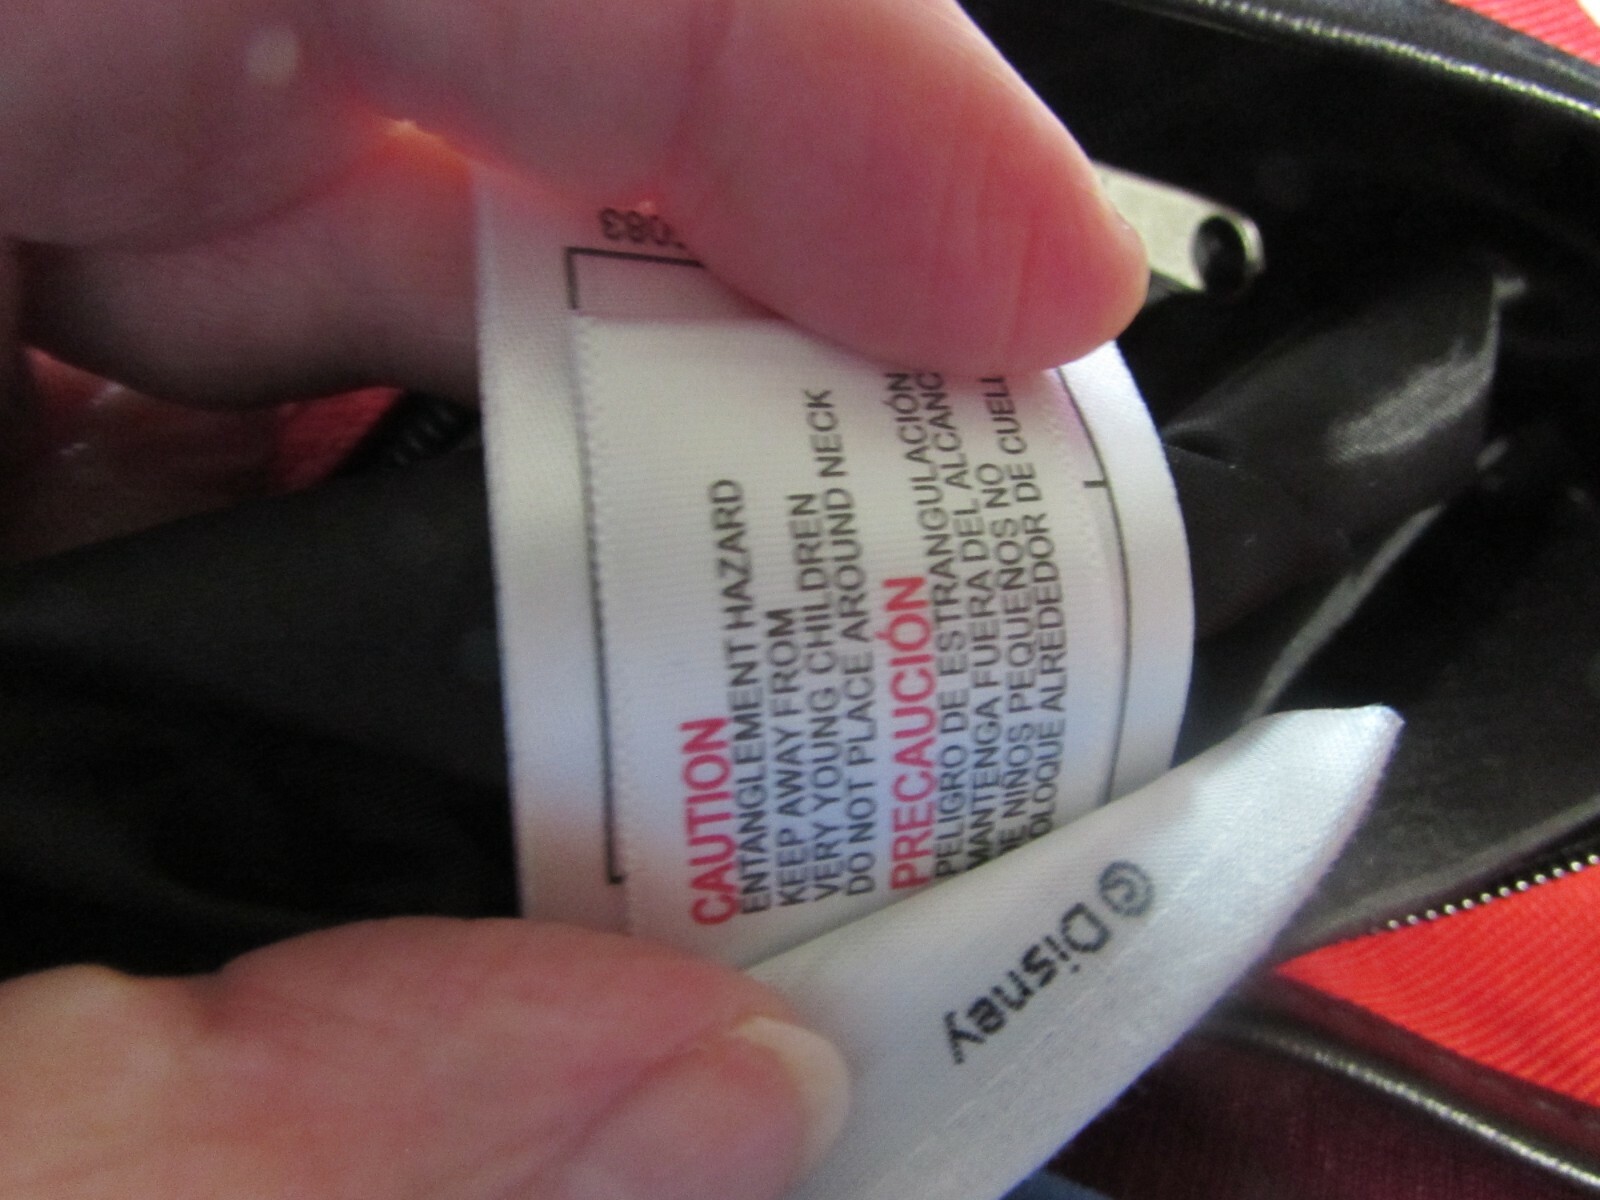 CAUTION
ENTANGLEMENT HAZARD
KEEP AWAY FROM
VERY YOUNG CHILDREN
DO NOT PLACE AROUND NECK
PRECAUCIÓN
PELIGRO DE ESTRANGULACIÓN
MANTENGA FUERA DEL ALCANC
NIÑOS PEQUEÑOS NO
ALREDEDOR DE CUELL
© Disney
083